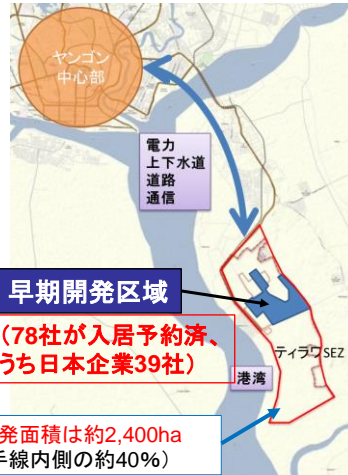 ヤンゴン
中心部
電力
上下水道
道路
通信
早期開発区域
(78社が入居予約済、
うち日本企業39社)
ティラワSEZ
港湾
発面積は約2,400ha
手線内側の約40%)